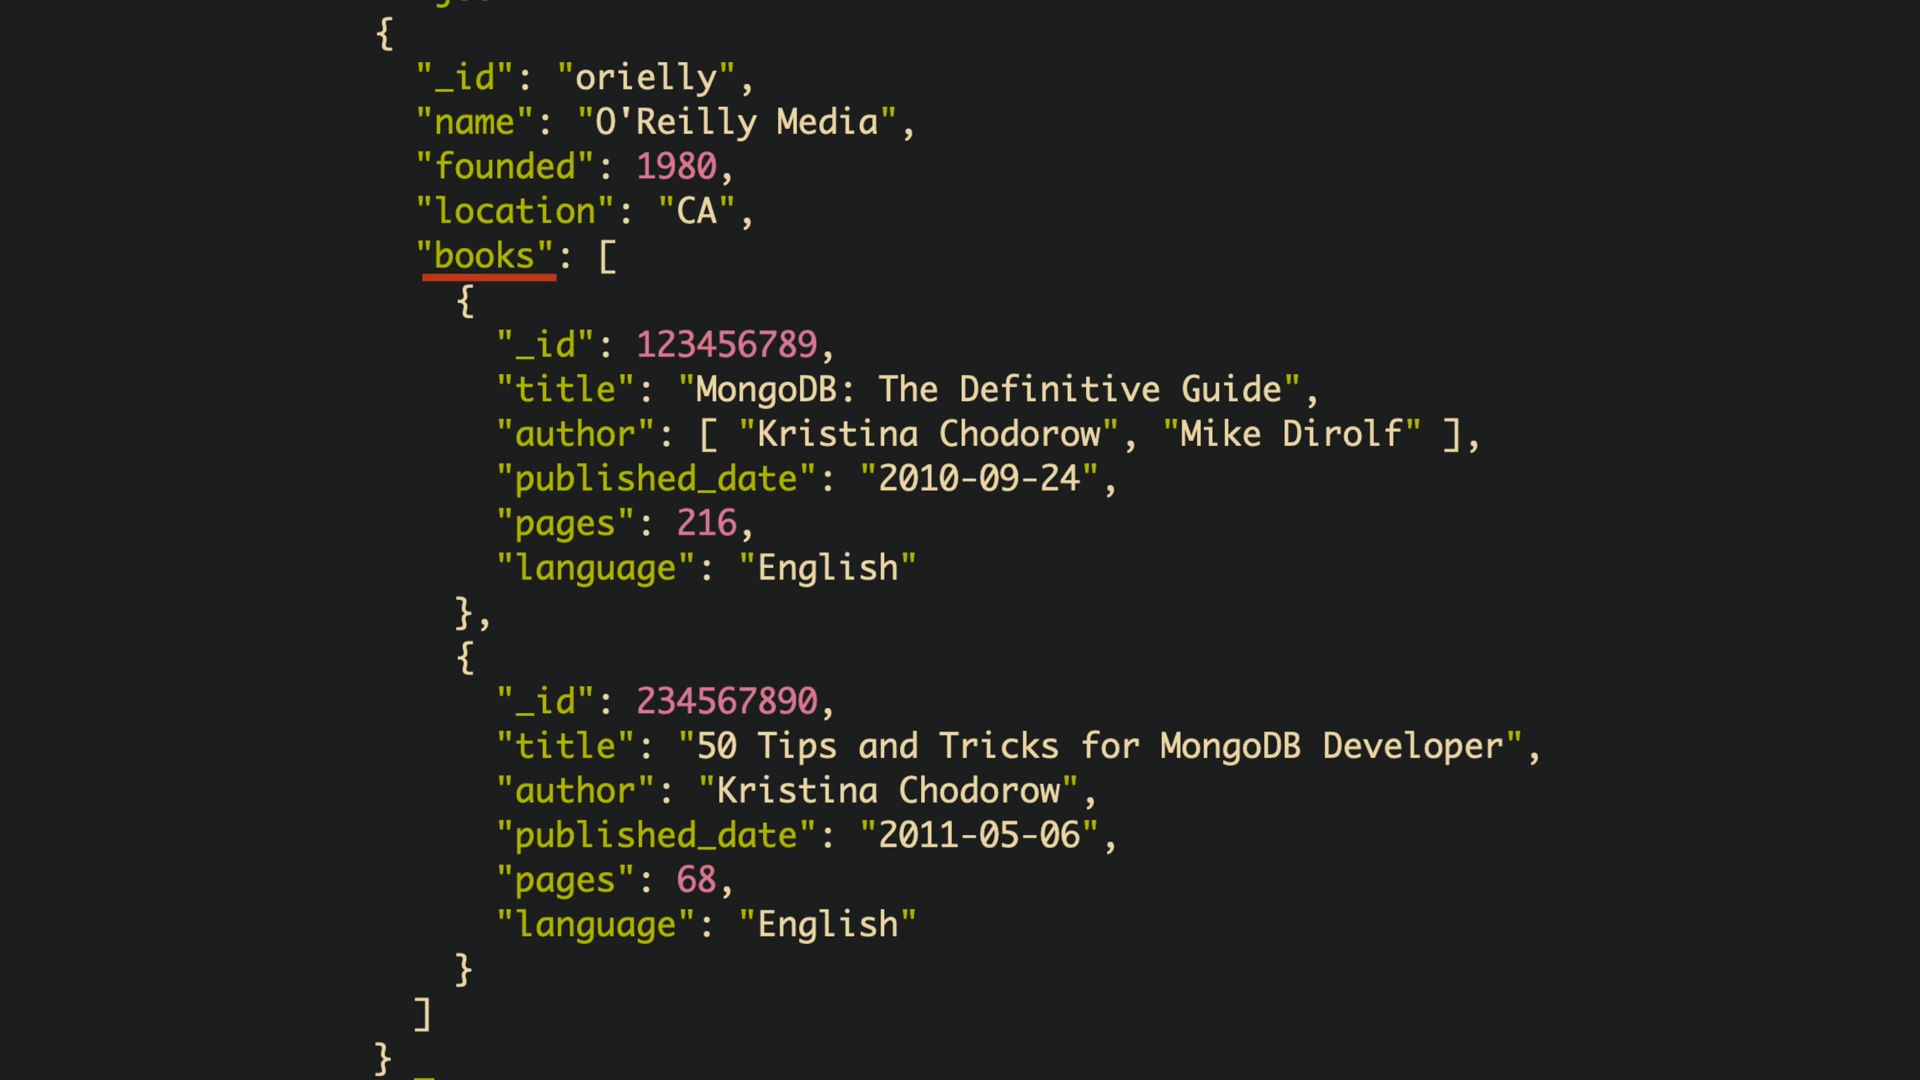 {
"_id": "orielly",
"name": "O'Reilly Media",
"founded": 1980,
"location": "CA",
"books": [
{
"_id": 123456789,
"title": "MongoDB: The Definitive Guide",
"author": [ "Kristina Chodorow", "Mike Dirolf" ],
"published_date": "2010-09-24",
"pages": 216,
"language": "English"
},
{
"_id": 234567890,
"title": "50 Tips and Tricks for MongoDB Developer",
"author": "Kristina Chodorow",
"published_date": "2011-05-06",
"pages": 68,
"language": "English"
}
]
}